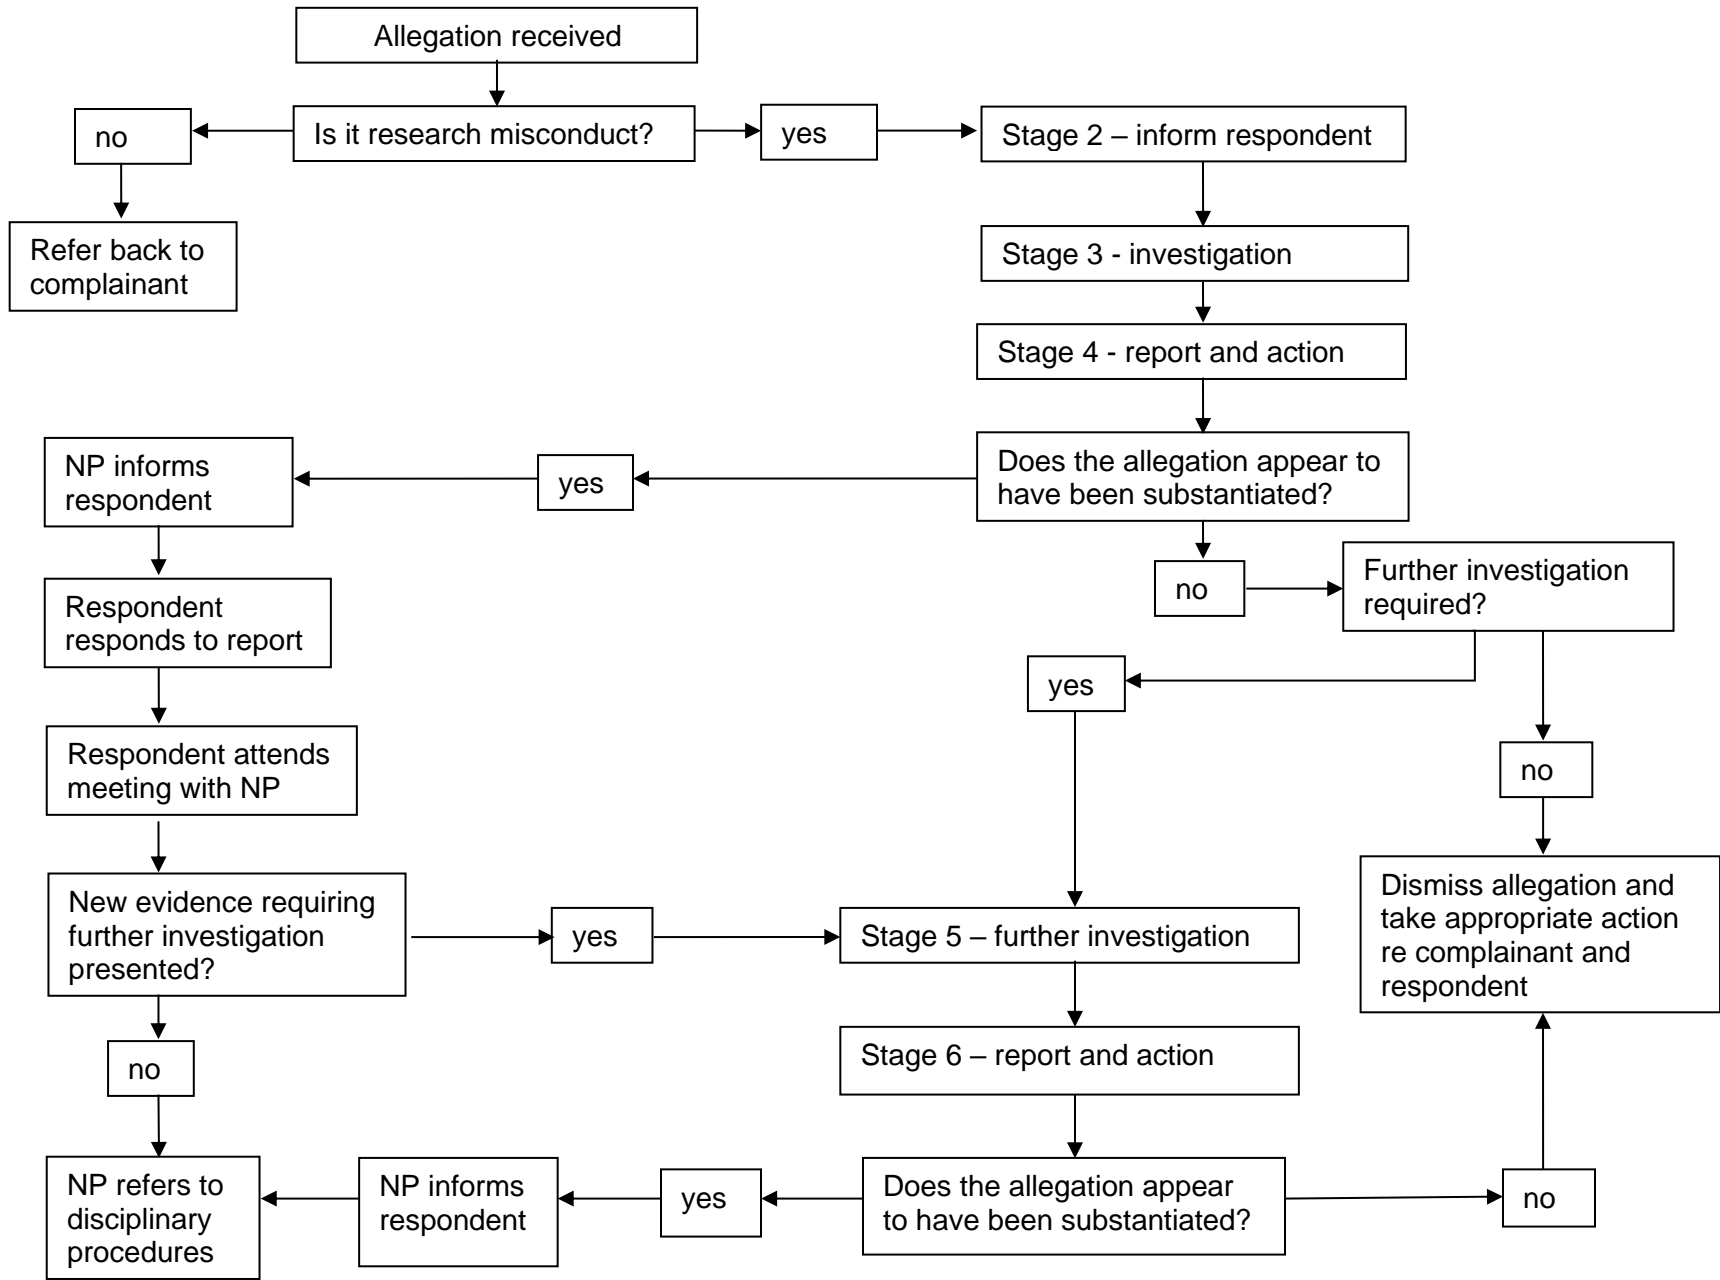 Allegation received
no
Is it research misconduct?
yes
Stage 2 – inform respondent
Refer back to
complainant
Stage 3 - investigation
Stage 4 - report and action
NP informs
respondent
yes
Does the allegation appear to
have been substantiated?
no
Further investigation
required?
Respondent
responds to report
yes
Respondent attends
meeting with NP
no
New evidence requiring
further investigation
presented?
yes
Stage 5 – further investigation
Dismiss allegation and
take appropriate action
re complainant and
respondent
no
Stage 6 – report and action
NP refers to
disciplinary
procedures
NP informs
respondent
yes
Does the allegation appear
to have been substantiated?
no